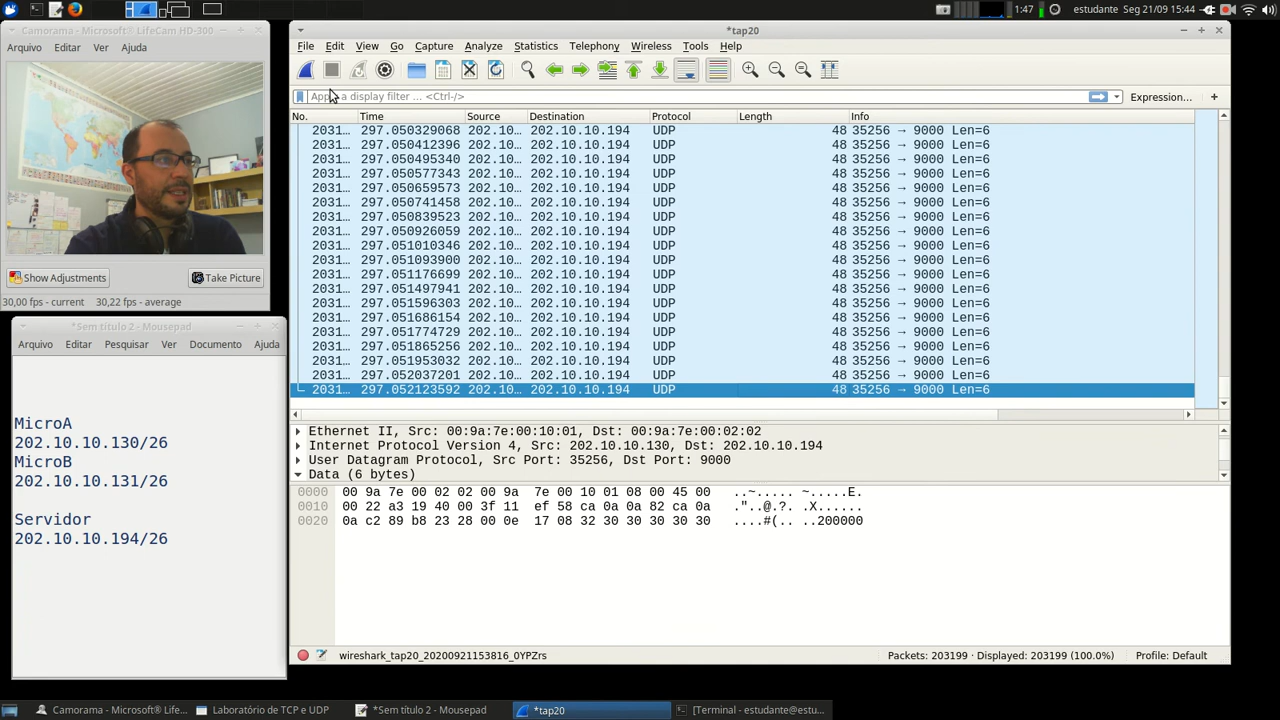 1:47 estudante Seg 21/09 15:44
Camorama - Microsoft® LifeCam HD-300
Arquivo Editar Ver Ajuda
Show Adjustments Take Picture
30,00 fps - current 30,22 fps - average
*Sem título 2 - Mousepad
Arquivo Editar Pesquisar Ver Documento Ajuda
MicroA
202.10.10.130/26
MicroB
202.10.10.131/26
Servidor
202.10.10.194/26
*tap20
File Edit View Go Capture Analyze Statistics Telephony Wireless Tools Help
a display filter ... <Ctrl-/> Expression... +
No. Time Source Destination Protocol Length Info
2031... 297.050329068 202.10... 202.10.10.194 UDP 48 35256 → 9000 Len=6
2031... 297.050412396 202.10... 202.10.10.194 UDP 48 35256 → 9000 Len=6
2031... 297.050495340 202.10... 202.10.10.194 UDP 48 35256 → 9000 Len=6
2031... 297.050577343 202.10... 202.10.10.194 UDP 48 35256 → 9000 Len=6
2031... 297.050659573 202.10... 202.10.10.194 UDP 48 35256 → 9000 Len=6
2031... 297.050741458 202.10... 202.10.10.194 UDP 48 35256 → 9000 Len=6
2031... 297.050839523 202.10... 202.10.10.194 UDP 48 35256 → 9000 Len=6
2031... 297.050926059 202.10... 202.10.10.194 UDP 48 35256 → 9000 Len=6
2031... 297.051010346 202.10... 202.10.10.194 UDP 48 35256 → 9000 Len=6
2031... 297.051093900 202.10... 202.10.10.194 UDP 48 35256 → 9000 Len=6
2031... 297.051176699 202.10... 202.10.10.194 UDP 48 35256 → 9000 Len=6
2031... 297.051497941 202.10... 202.10.10.194 UDP 48 35256 → 9000 Len=6
2031... 297.051596303 202.10... 202.10.10.194 UDP 48 35256 → 9000 Len=6
2031... 297.051686154 202.10... 202.10.10.194 UDP 48 35256 → 9000 Len=6
2031... 297.051774729 202.10... 202.10.10.194 UDP 48 35256 → 9000 Len=6
2031... 297.051865256 202.10... 202.10.10.194 UDP 48 35256 → 9000 Len=6
2031... 297.051953032 202.10... 202.10.10.194 UDP 48 35256 → 9000 Len=6
2031... 297.052037201 202.10... 202.10.10.194 UDP 48 35256 → 9000 Len=6
2031... 297.052123592 202.10... 202.10.10.194 UDP 48 35256 → 9000 Len=6
Ethernet II, Src: 00:9a:7e:00:10:01, Dst: 00:9a:7e:00:02:02
Internet Protocol Version 4, Src: 202.10.10.130, Dst: 202.10.10.194
User Datagram Protocol, Src Port: 35256, Dst Port: 9000
Data (6 bytes)
0000 00 9a 7e 00 02 02 00 9a 7e 00 10 01 08 00 45 00 ..~..... ~.....E.
0010 00 22 a3 19 40 00 3f 11 ef 58 ca 0a 0a 82 ca 0a ."..@.?. .X......
0020 0a c2 89 b8 23 28 00 0e 17 08 32 30 30 30 30 30 ....#(.. ..200000
wireshark_tap20_20200921153816_0YPZrs Packets: 203199 · Displayed: 203199 (100.0%) Profile: Default
Camorama - Microsoft® Life... Laboratório de TCP e UDP *Sem título 2 - Mousepad *tap20 [Terminal - estudante@estu...